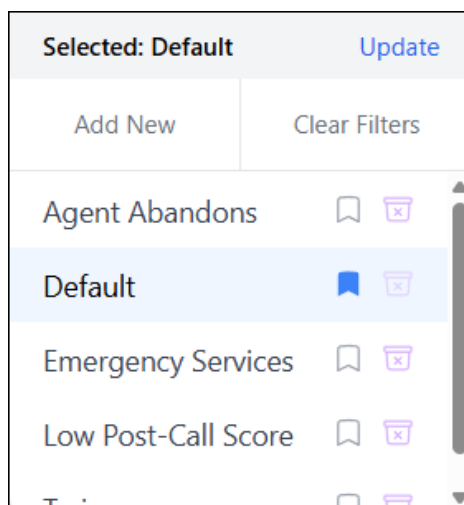 Selected: Default Update
Add New Clear Filters
Agent Abandons
Default
Emergency Services
Low Post-Call Score